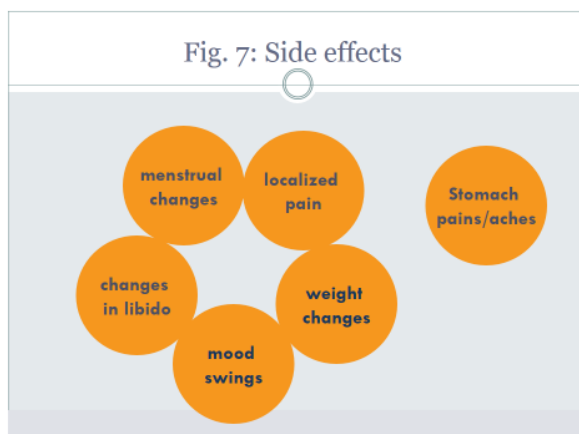 Fig. 7: Side effects
menstrual
changes
localized
pain
Stomach
pains/aches
changes
in libido
weight
changes
mood
swings